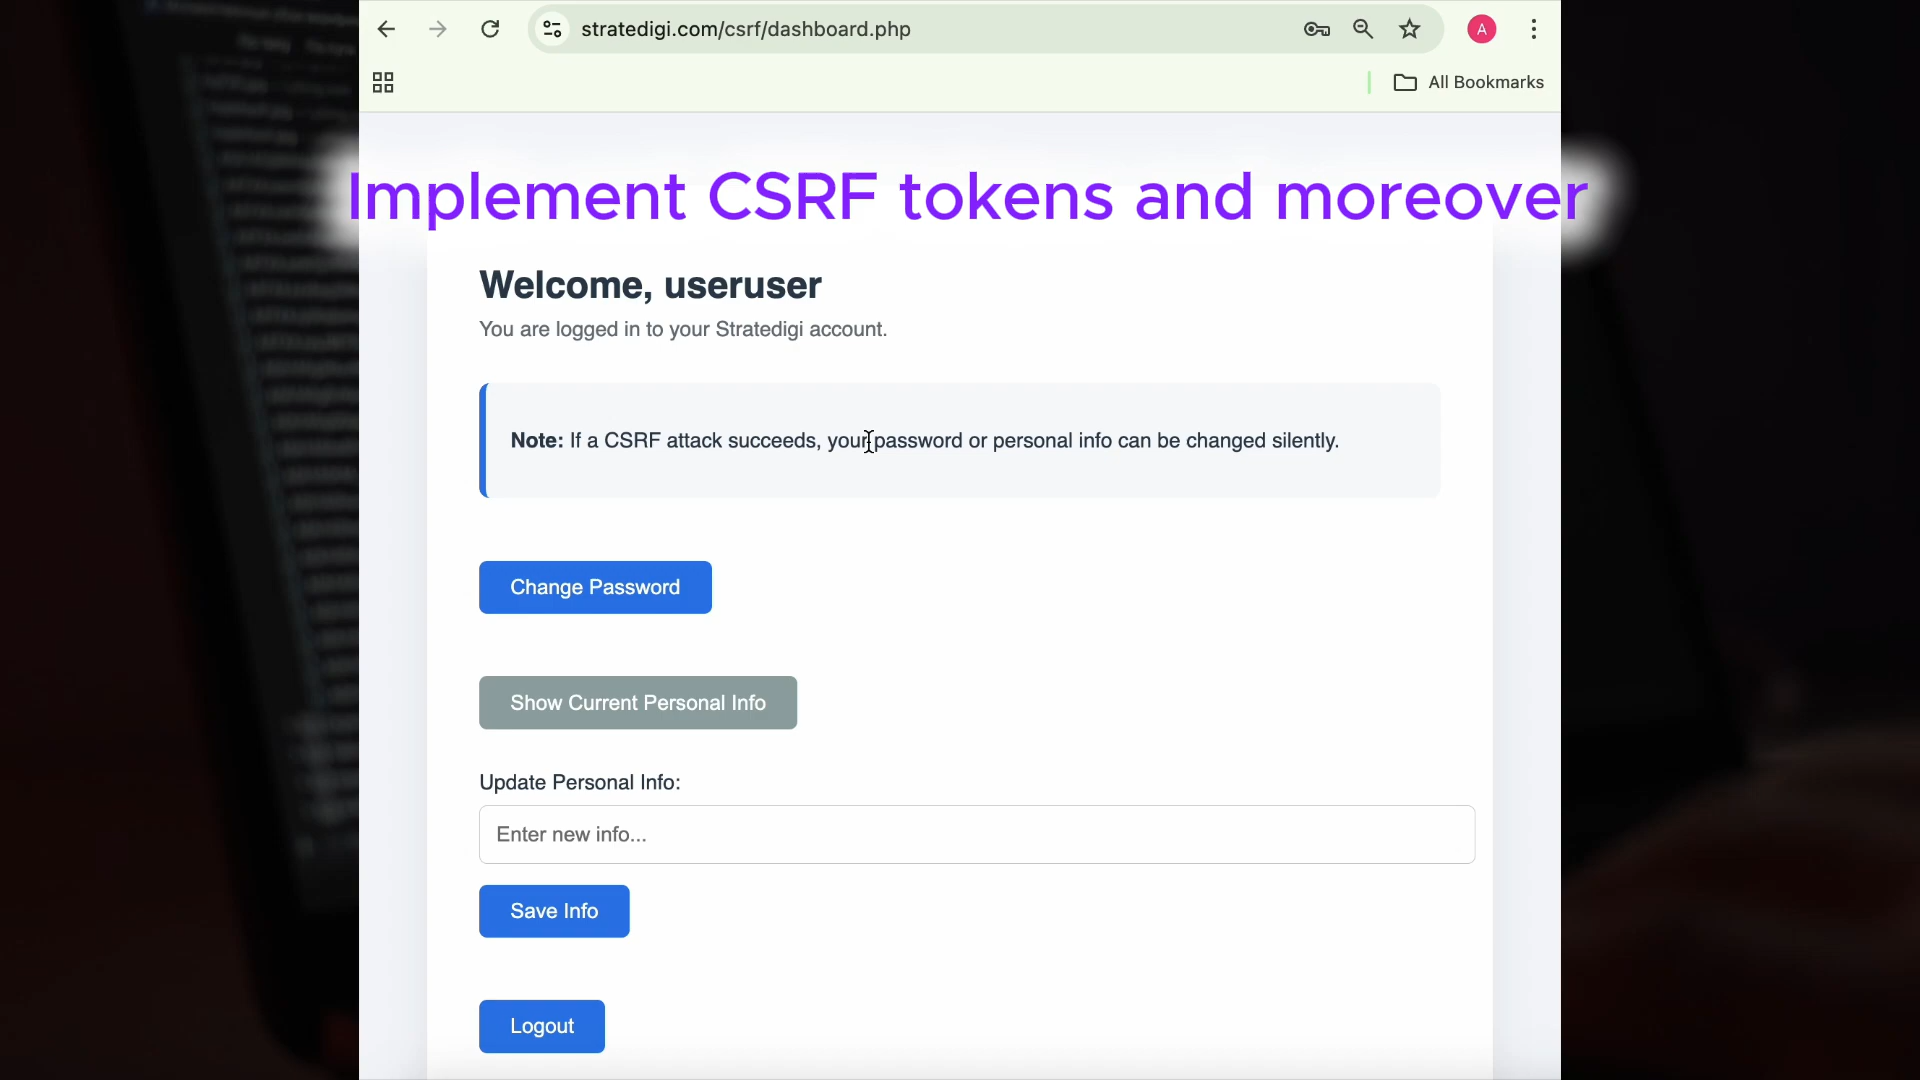 stratedigi.com/csrf/dashboard.php
A
All Bookmarks
Implement CSRF tokens and moreover
Welcome, useruser
You are logged in to your Stratedigi account.
Note: If a CSRF attack succeeds, your password or personal info can be changed silently.
Change Password
Show Current Personal Info
Update Personal Info:
Enter new info...
Save Info
Logout